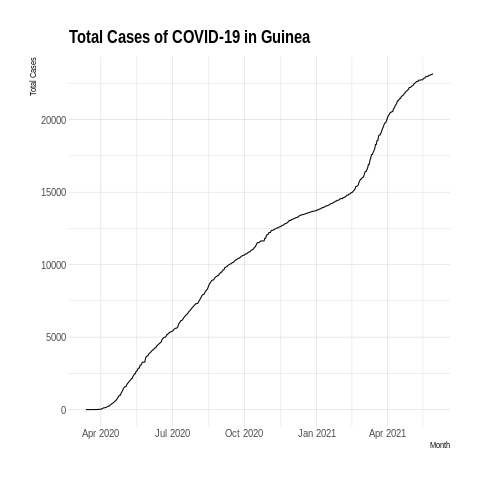 Total Cases of COVID-19 in Guinea
Total Cases
20000
15000
10000
5000
0
Apr 2020 Jul 2020 Oct 2020 Jan 2021 Apr 2021
Month